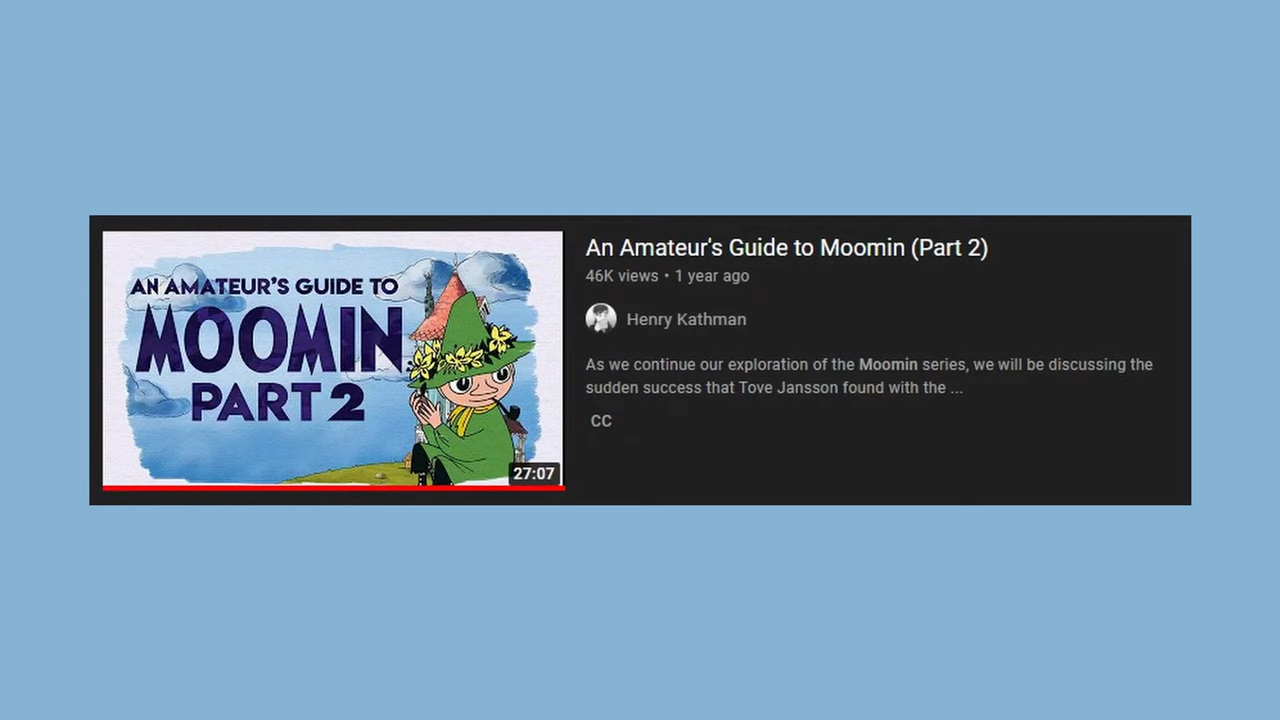 AN AMATEUR'S GUIDE TO
MOOMIN
PART 2
27:07
An Amateur's Guide to Moomin (Part 2)
46K views • 1 year ago
Henry Kathman
As we continue our exploration of the Moomin series, we will be discussing the
sudden success that Tove Jansson found with the ...
CC